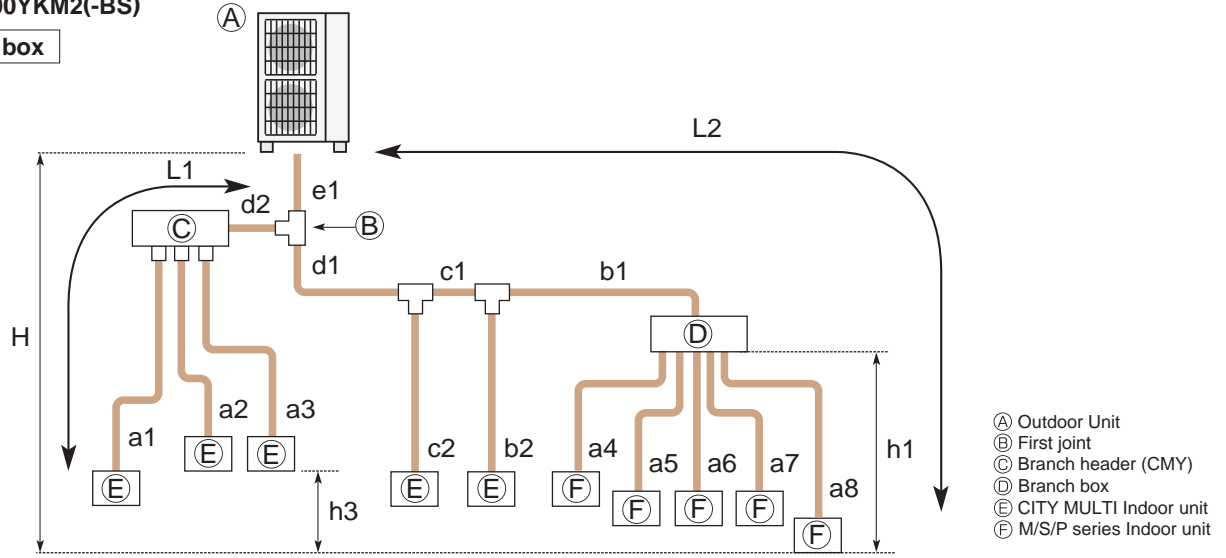 00YKM2(-BS)
box
Ⓐ
L2
L1
e1
d2
Ⓒ
Ⓑ
d1
c1
b1
H
Ⓓ
a1
a2
a3
c2
b2
a4
a5
a6
a7
a8
h1
h3
Ⓔ
Ⓔ
Ⓔ
Ⓔ
Ⓔ
Ⓕ
Ⓕ
Ⓕ
Ⓕ
Ⓕ
Ⓐ Outdoor Unit
Ⓑ First joint
Ⓒ Branch header (CMY)
Ⓓ Branch box
Ⓔ CITY MULTI Indoor unit
Ⓕ M/S/P series Indoor unit